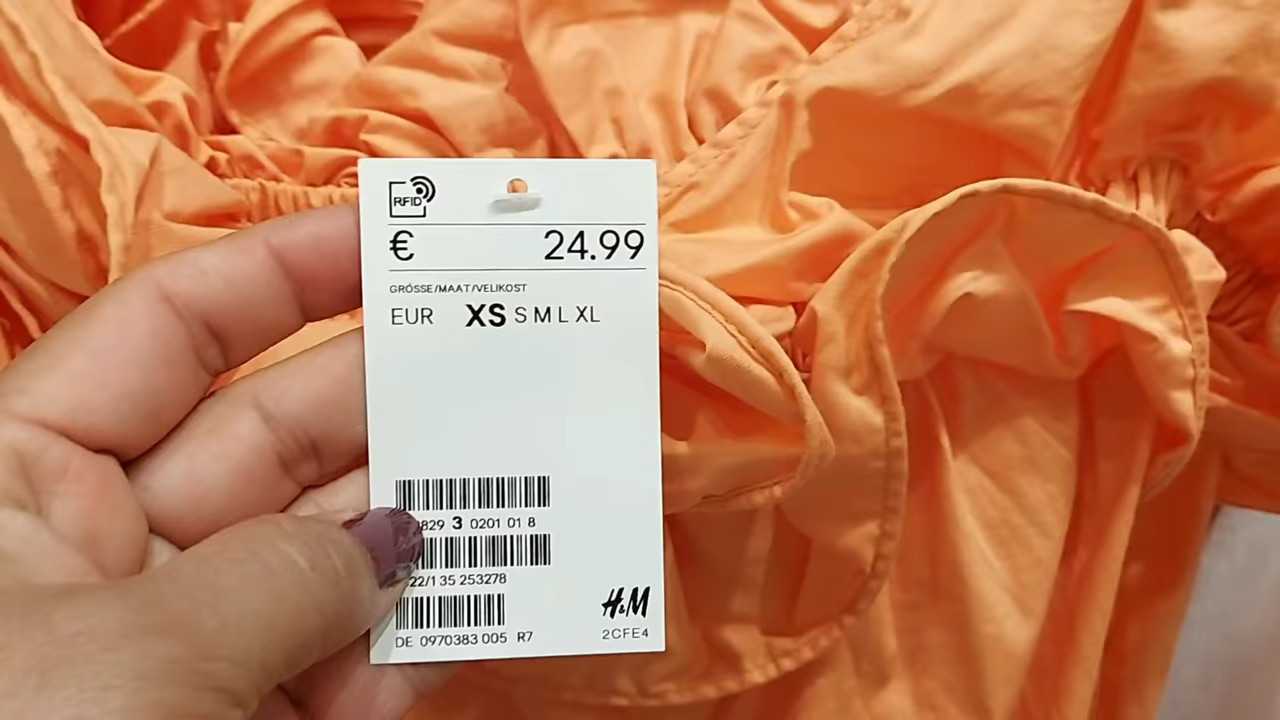 RFID
€ 24.99
GRÖSSE/MAAT/VELIKOST
EUR XS S M L XL
829 3 0201 01 8
22/1 35 253278
H&M
DE 0970383 005 R7
2CFE4